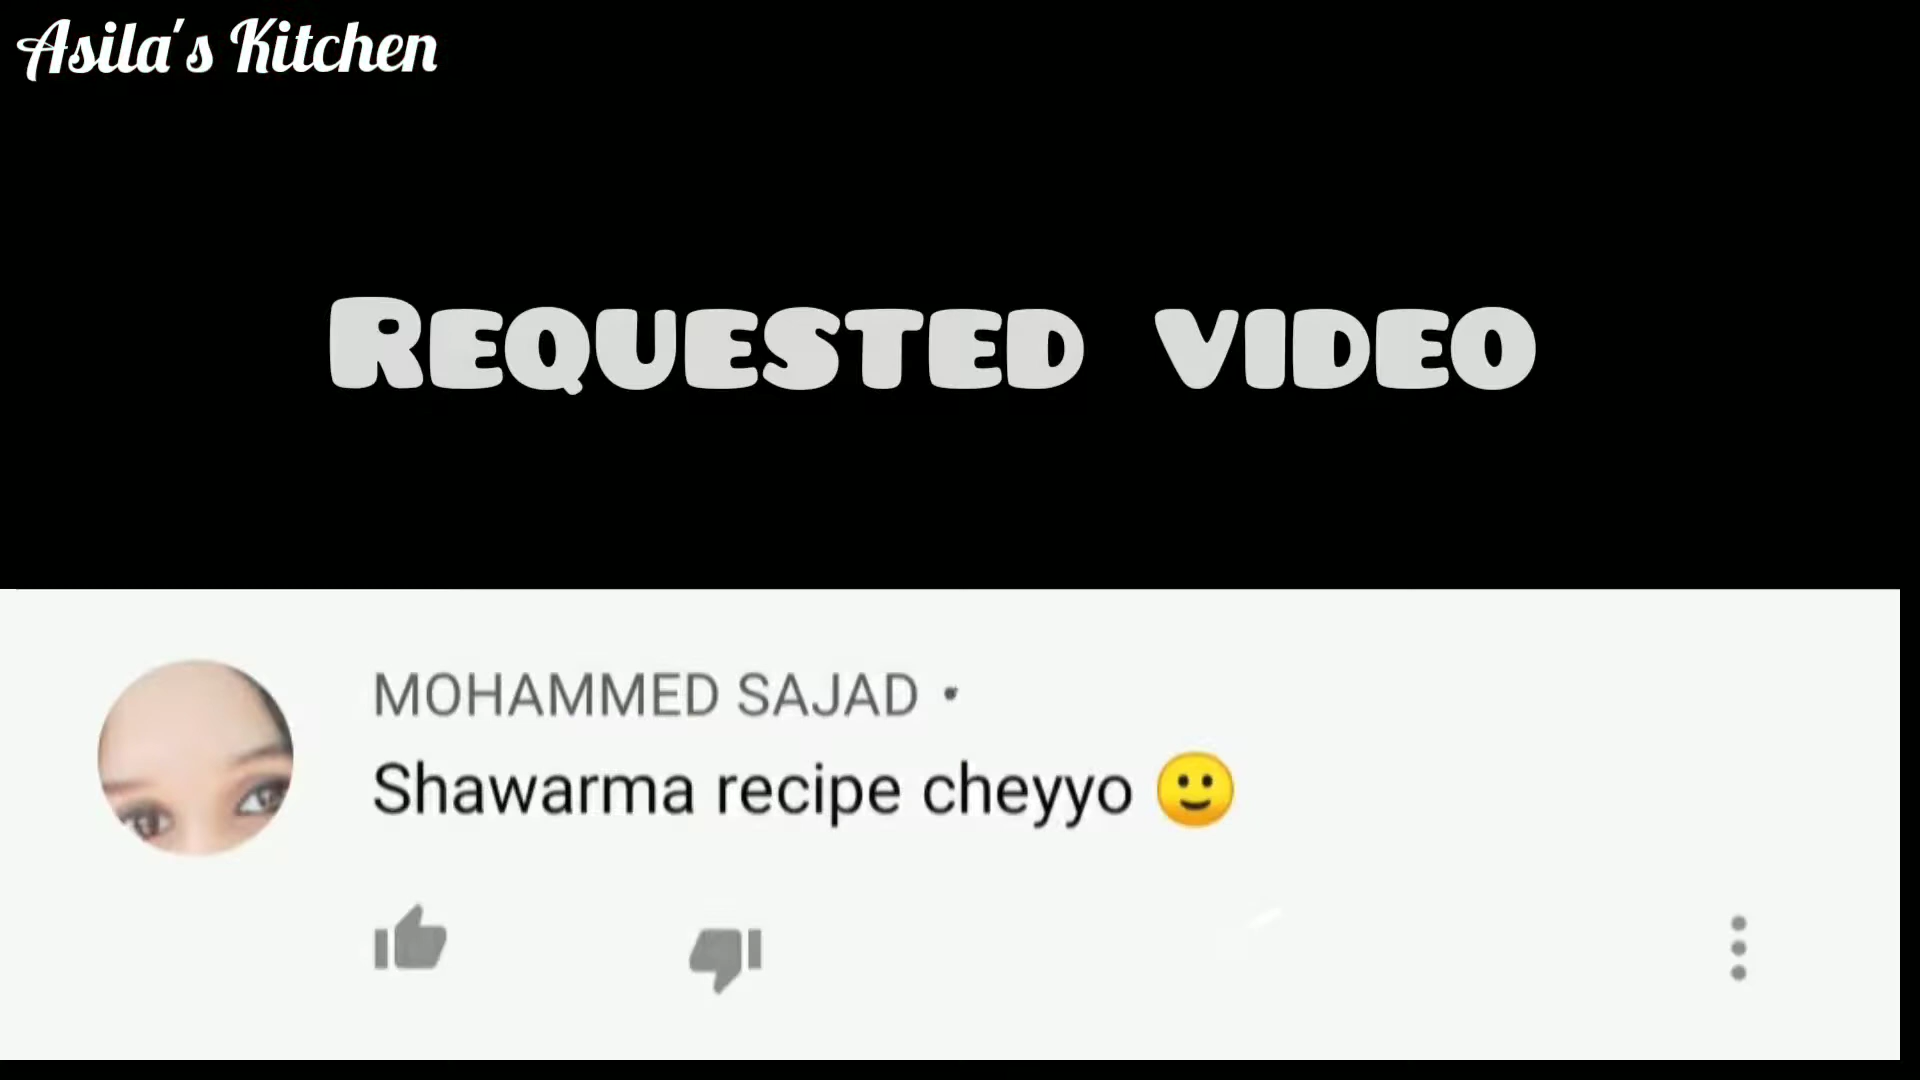 Asila's Kitchen
REQUESTED VIDEO
MOHAMMED SAJAD •
Shawarma recipe cheyyo 🙂